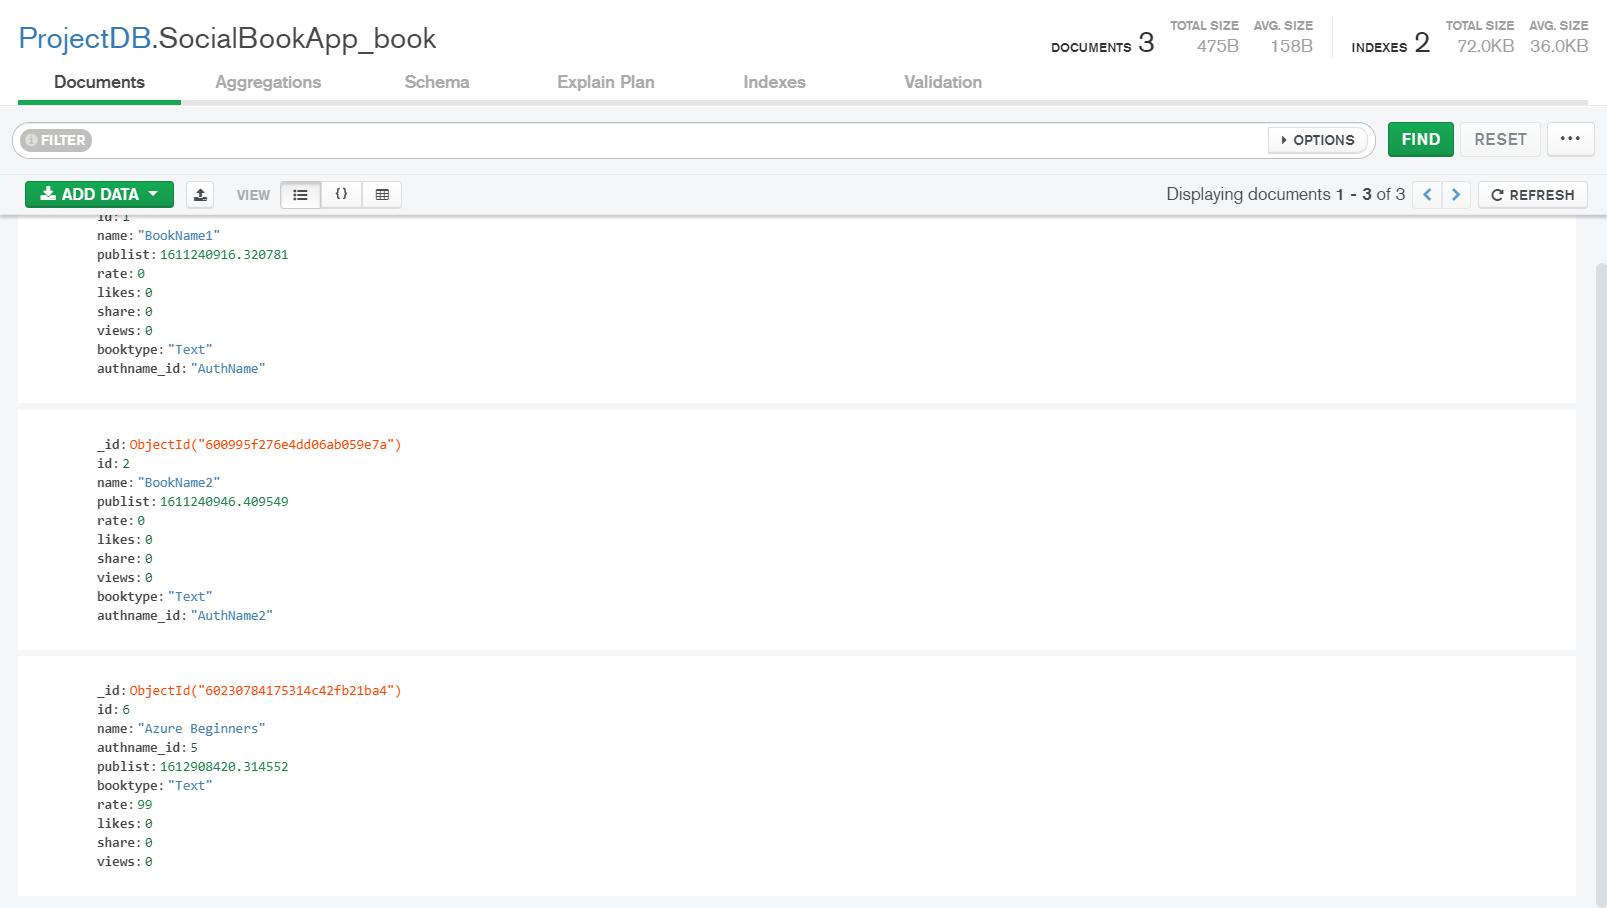 ProjectDB.SocialBookApp_book
DOCUMENTS 3 TOTAL SIZE 475B AVG. SIZE 158B INDEXES 2 TOTAL SIZE 72.0KB AVG. SIZE 36.0KB
Documents Aggregations Schema Explain Plan Indexes Validation
FILTER OPTIONS FIND RESET ...
ADD DATA VIEW {} Displaying documents 1 - 3 of 3 REFRESH
id:1
name:"BookName1"
publist:1611240916.320781
rate:0
likes:0
share:0
views:0
booktype:"Text"
authname_id:"AuthName"
_id:ObjectId("600995f276e4dd06ab059e7a")
id:2
name:"BookName2"
publist:1611240946.409549
rate:0
likes:0
share:0
views:0
booktype:"Text"
authname_id:"AuthName2"
_id:ObjectId("60230784175314c42fb21ba4")
id:6
name:"Azure Beginners"
authname_id:5
publist:1612908420.314552
booktype:"Text"
rate:99
likes:0
share:0
views:0